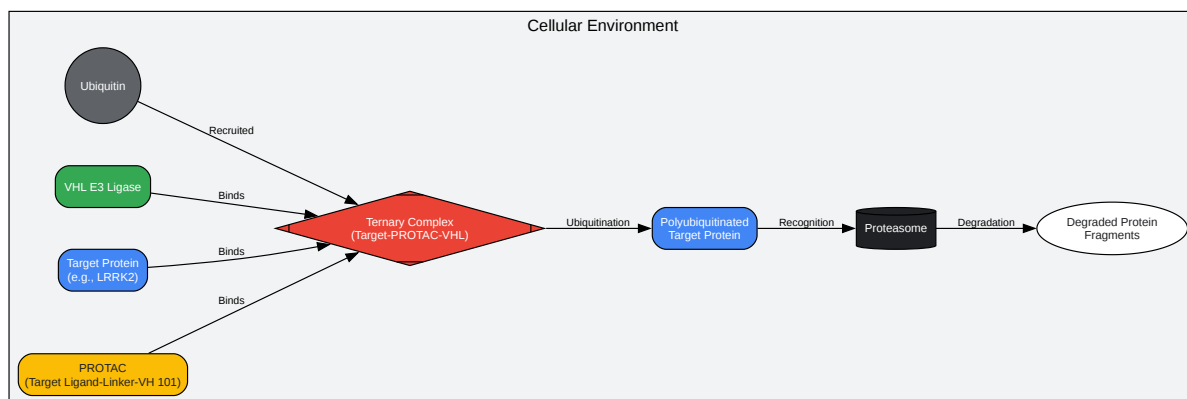 Cellular Environment
Ubiquitin
Recruited
VHL E3 Ligase
Binds
Target Protein
(e.g., LRRK2)
Binds
PROTAC
(Target Ligand-Linker-VH 101)
Binds
Ternary Complex
(Target-PROTAC-VHL)
Ubiquitination
Polyubiquitinated
Target Protein
Recognition
Proteasome
Degradation
Degraded Protein
Fragments